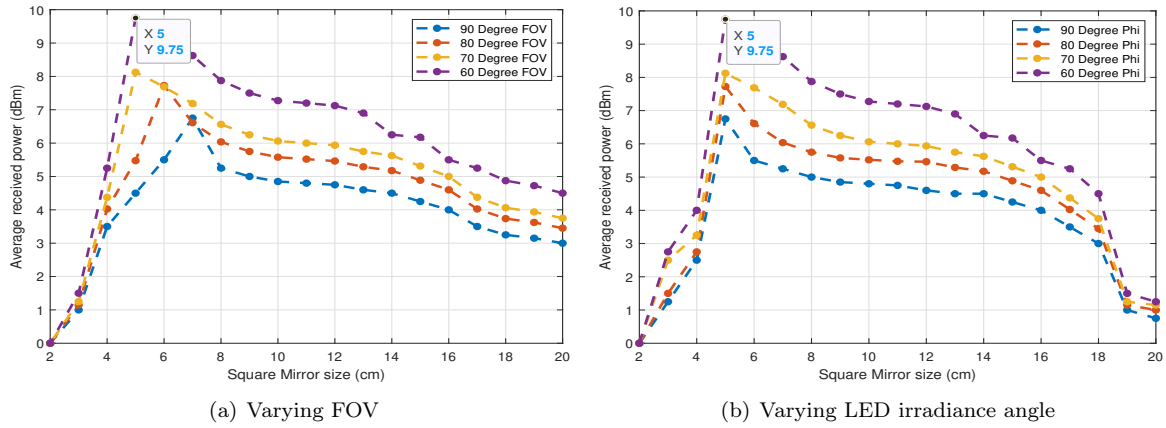 10
9
8
7
6
5
4
3
2
1
0
Average received power (dBm)
X 5
Y 9.75
90 Degree FOV
80 Degree FOV
70 Degree FOV
60 Degree FOV
2 4 6 8 10 12 14 16 18 20
Square Mirror size (cm)
(a) Varying FOV
10
9
8
7
6
5
4
3
2
1
0
Average received power (dBm)
X 5
Y 9.75
90 Degree Phi
80 Degree Phi
70 Degree Phi
60 Degree Phi
2 4 6 8 10 12 14 16 18 20
Square Mirror size (cm)
(b) Varying LED irradiance angle